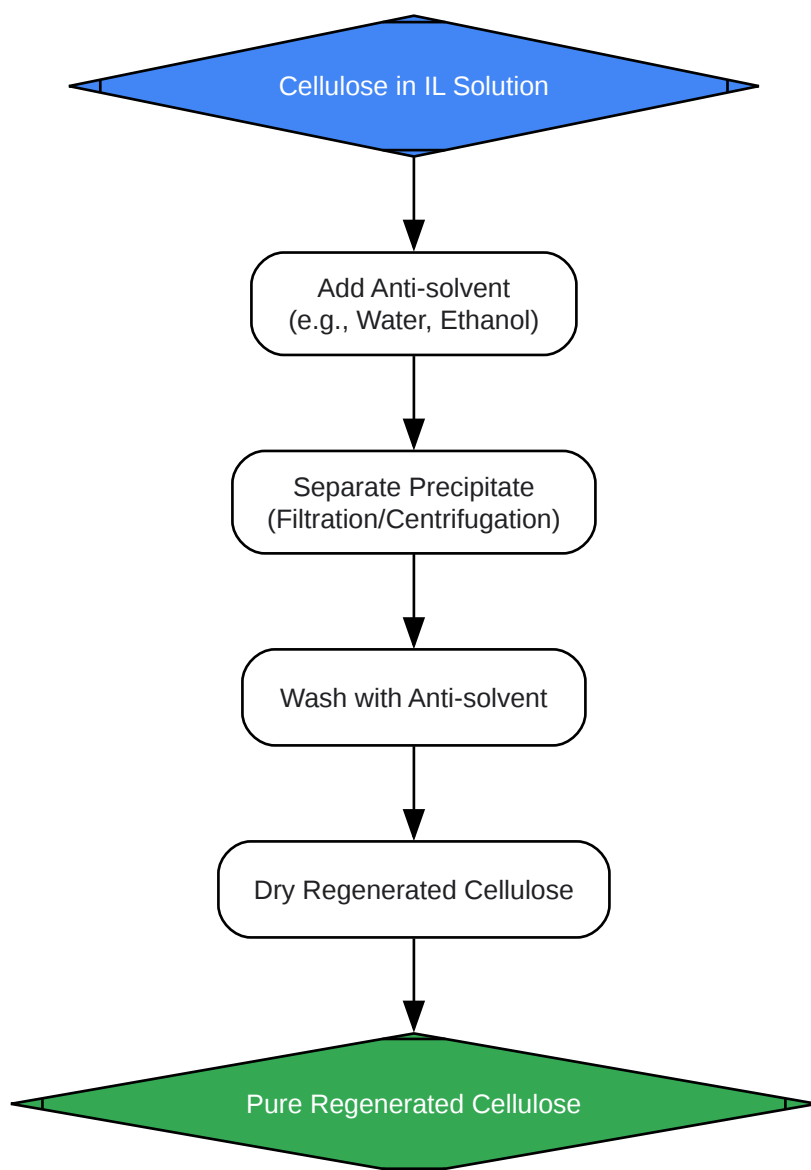 Cellulose in IL Solution
Add Anti-solvent
(e.g., Water, Ethanol)
Separate Precipitate
(Filtration/Centrifugation)
Wash with Anti-solvent
Dry Regenerated Cellulose
Pure Regenerated Cellulose